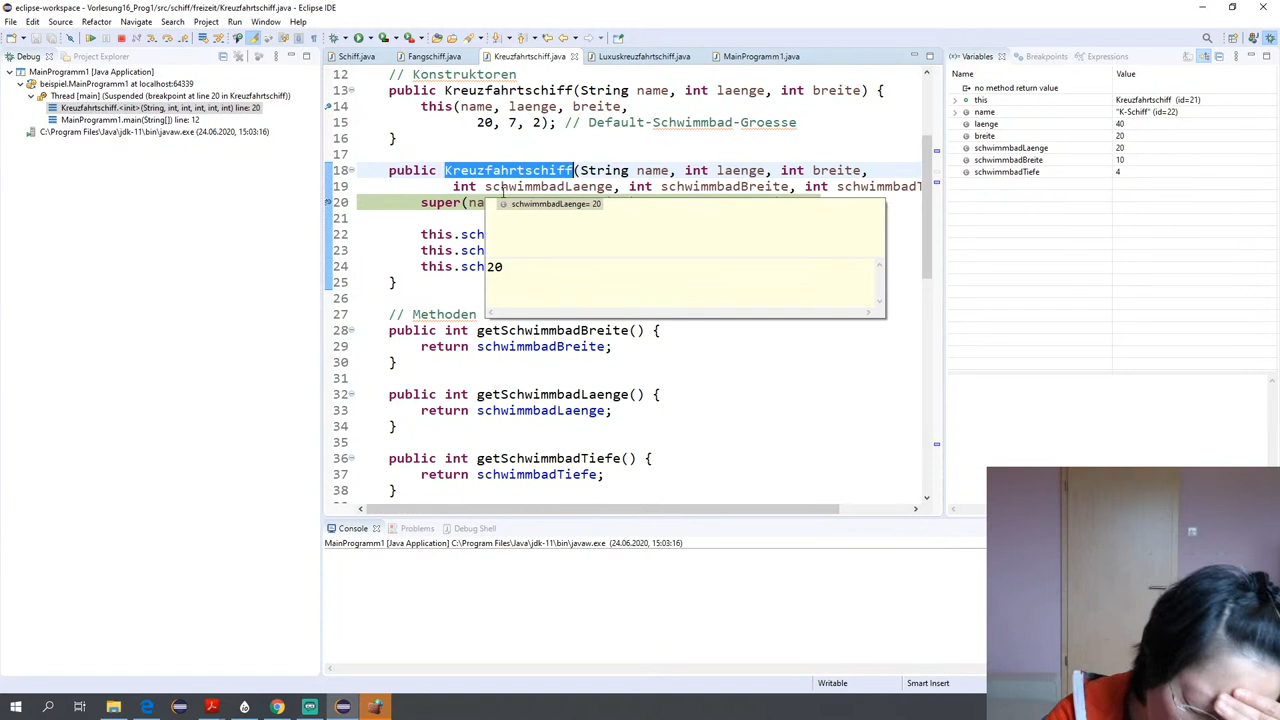 eclipse-workspace - Vorlesung16_Prog1/src/schiff/freizeit/Kreuzfahrtschiff.java - Eclipse IDE
File Edit Source Refactor Navigate Search Project Run Window Help
Debug Project Explorer
MainProgramm1 [Java Application]
beispiel.MainProgramm1 at localhost:64339
Thread [main] (Suspended (breakpoint at line 20 in Kreuzfahrtschiff))
Kreuzfahrtschiff.<init>(String, int, int, int, int, int) line: 20
MainProgramm1.main(String[]) line: 12
C:\Program Files\Java\jdk-11\bin\javaw.exe (24.06.2020, 15:03:16)
Schiff.java Fangschiff.java Kreuzfahrtschiff.java Luxuskreuzfahrtschiff.java MainProgramm1.java
12 // Konstruktoren
13 public Kreuzfahrtschiff(String name, int laenge, int breite) {
14 this(name, laenge, breite,
15 20, 7, 2); // Default-Schwimmbad-Groesse
16 }
17
18 public Kreuzfahrtschiff(String name, int laenge, int breite,
19 int schwimmbadLaenge, int schwimmbadBreite, int schwimmbadT
20 super(na
schwimmbadLaenge= 20
21
22 this.sch
23 this.sch
24 this.sch
20
25 }
26
27 // Methoden
28 public int getSchwimmbadBreite() {
29 return schwimmbadBreite;
30 }
31
32 public int getSchwimmbadLaenge() {
33 return schwimmbadLaenge;
34 }
35
36 public int getSchwimmbadTiefe() {
37 return schwimmbadTiefe;
38 }
Variables Breakpoints Expressions
Name Value
no method return value
this Kreuzfahrtschiff (id=21)
name "K-Schiff" (id=22)
laenge 40
breite 20
schwimmbadLaenge 20
schwimmbadBreite 10
schwimmbadTiefe 4
Console Problems Debug Shell
MainProgramm1 [Java Application] C:\Program Files\Java\jdk-11\bin\javaw.exe (24.06.2020, 15:03:16)
Writable Smart Insert